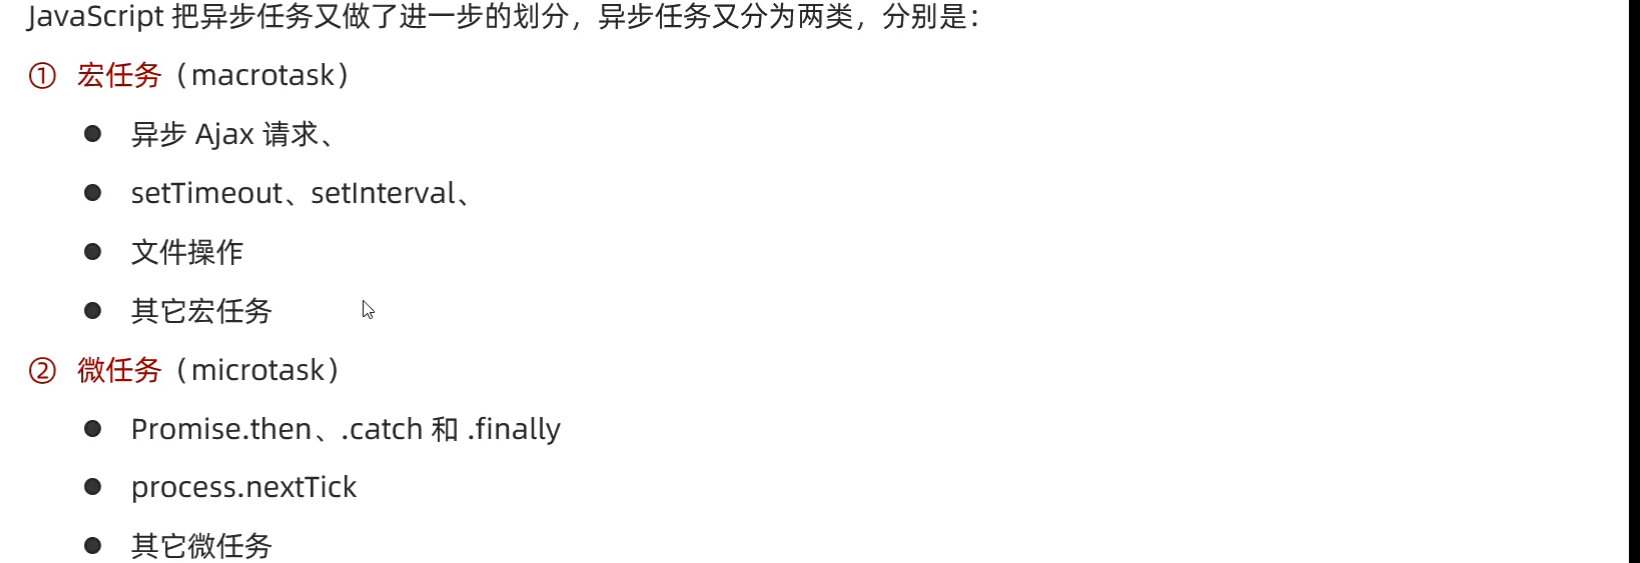 JavaScript 把异步任务又做了进一步的划分，异步任务又分为两类，分别是：
① 宏任务（macrotask）
● 异步 Ajax 请求、
● setTimeout、setInterval、
● 文件操作
● 其它宏任务
② 微任务（microtask）
● Promise.then、.catch 和 .finally
● process.nextTick
● 其它微任务